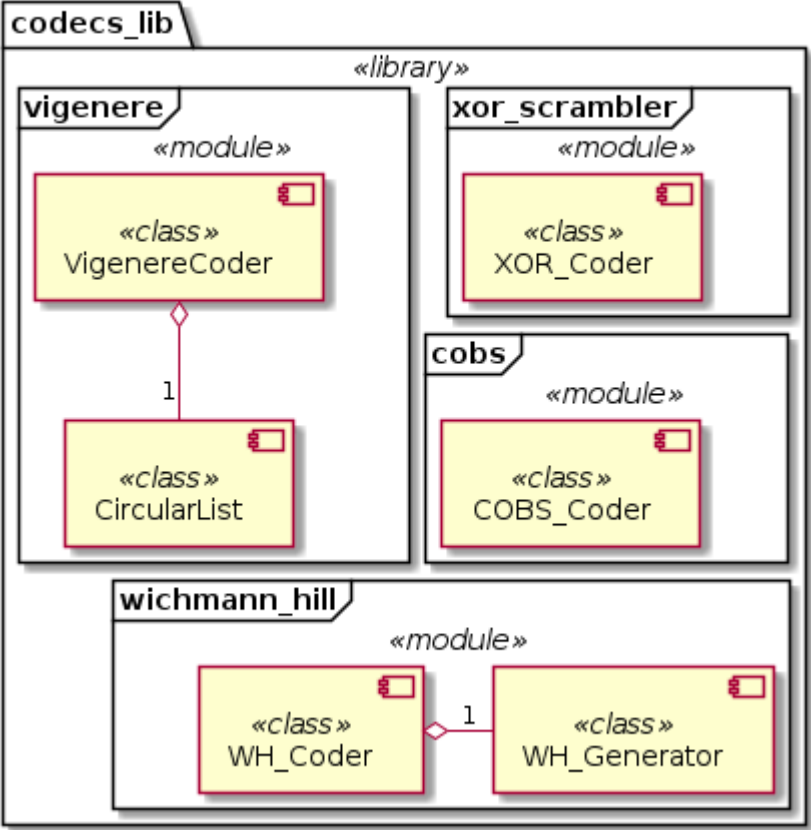 codecs_lib
«library»
vigenere
«module»
«class»
VigenereCoder
1
«class»
CircularList
xor_scrambler
«module»
«class»
XOR_Coder
cobs
«module»
«class»
COBS_Coder
wichmann_hill
«module»
«class»
WH_Coder
1
«class»
WH_Generator